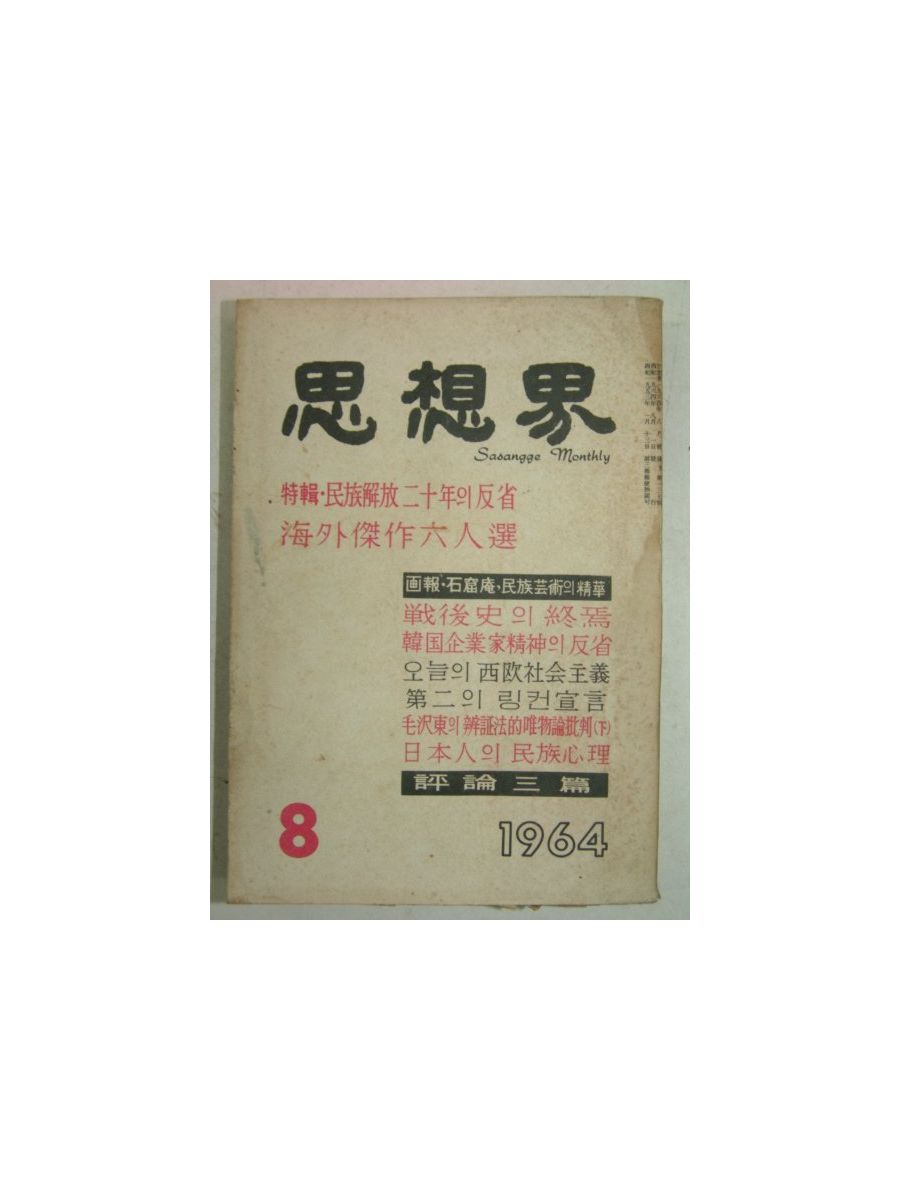 思想界
Sasangge Monthly
特輯·民族解放二十年의 反省
海外傑作六人選
画報·石窟庵, 民族芸術의 精華
戦後史의 終焉
韓国企業家精神의 反省
오늘의 西欧社会主義
第二의 링컨宣言
毛沢東의 辨証法的唯物論批判(下)
日本人의 民族心理
評論三篇
8
1964